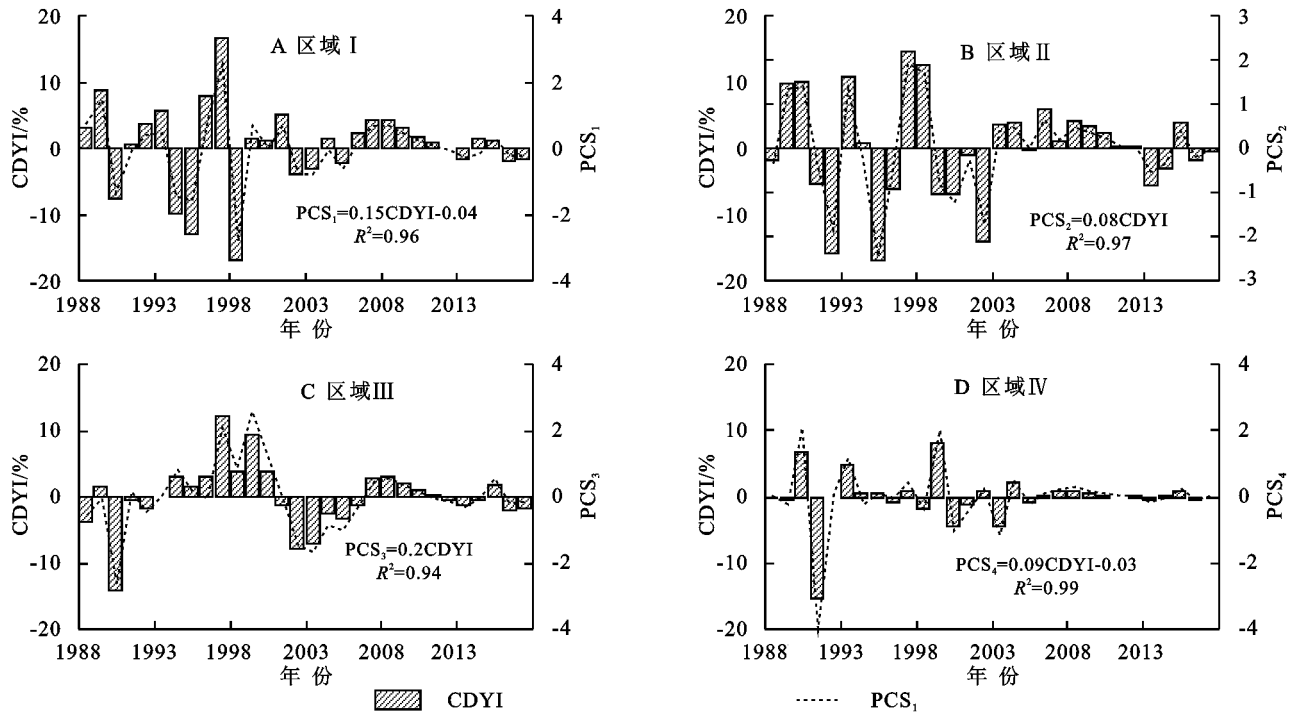 A 区域Ⅰ
20
10
0
-10
-20
CDYI/%
4
2
0
-2
-4
PCS₁
PCS₁=0.15CDYI-0.04
R²=0.96
1988 1993 1998 2003 2008 2013
年 份
B 区域Ⅱ
20
10
0
-10
-20
CDYI/%
3
2
1
0
-1
-2
-3
PCS₂
PCS₂=0.08CDYI
R²=0.97
1988 1993 1998 2003 2008 2013
年 份
C 区域Ⅲ
20
10
0
-10
-20
CDYI/%
4
2
0
-2
-4
PCS₃
PCS₃=0.2CDYI
R²=0.94
1988 1993 1998 2003 2008 2013
年 份
D 区域Ⅳ
20
10
0
-10
-20
CDYI/%
4
2
0
-2
-4
PCS₄
PCS₄=0.09CDYI-0.03
R²=0.99
1988 1993 1998 2003 2008 2013
年 份
CDYI
PCS₁